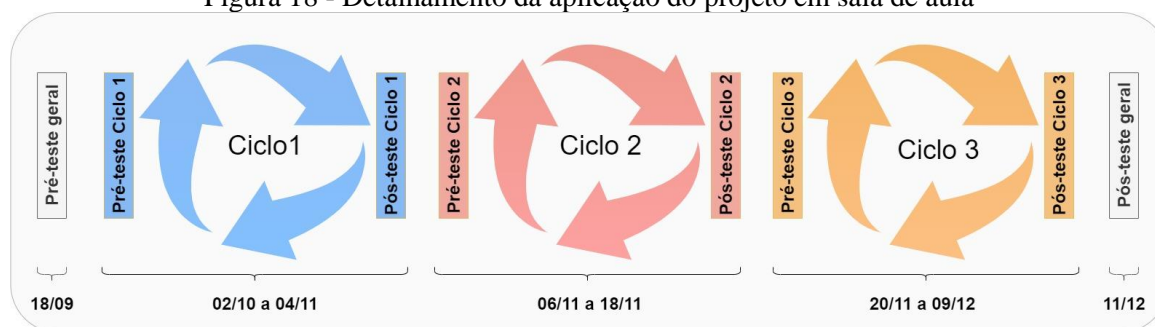 Figura 18 - Detalhamento da aplicação do projeto em sala de aula
Pré-teste geral
Pré-teste Ciclo 1
Ciclo1
Pós-teste Ciclo 1
Pré-teste Ciclo 2
Ciclo 2
Pós-teste Ciclo 2
Pré-teste Ciclo 3
Ciclo 3
Pós-teste Ciclo 3
Pós-teste geral
18/09
02/10 a 04/11
06/11 a 18/11
20/11 a 09/12
11/12